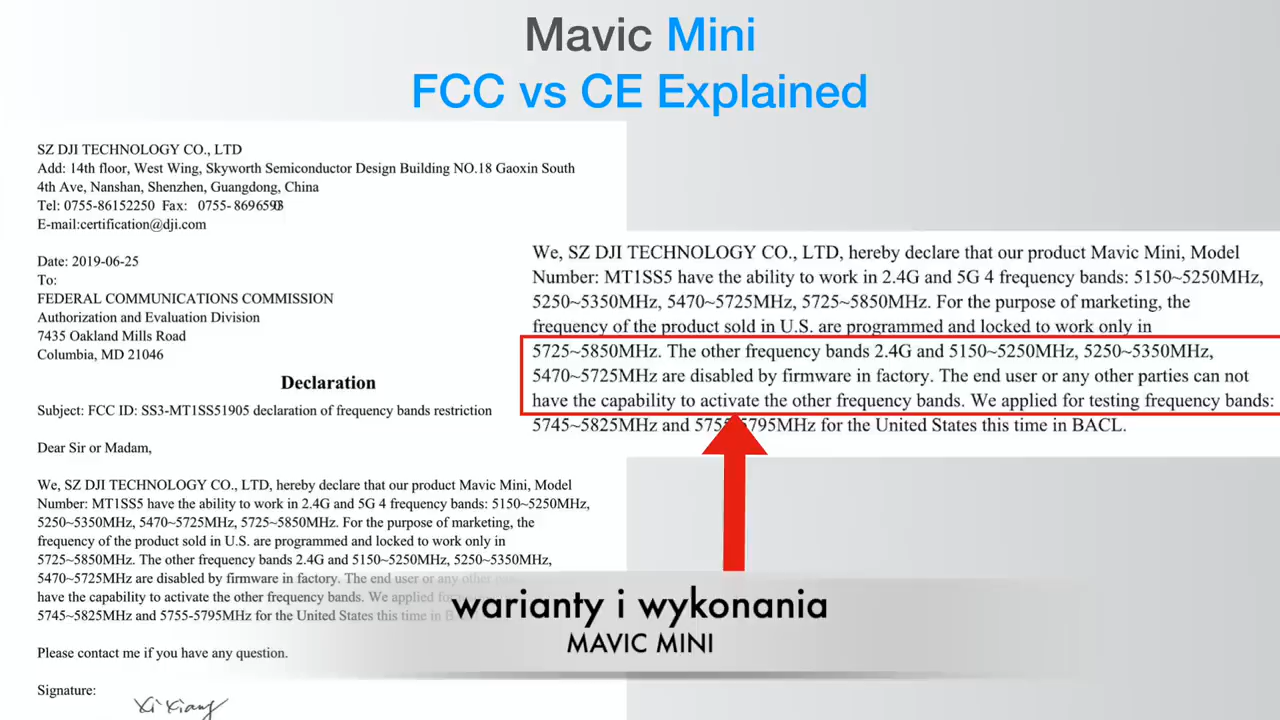 Mavic Mini
FCC vs CE Explained
SZ DJI TECHNOLOGY CO., LTD
Add: 14th floor, West Wing, Skyworth Semiconductor Design Building NO.18 Gaoxin South
4th Ave, Nanshan, Shenzhen, Guangdong, China
Tel: 0755-86152250 Fax: 0755-
E-mail:certification@dji.com
Date: 2019-06-25
To:
FEDERAL COMMUNICATIONS COMMISSION
Authorization and Evaluation Division
7435 Oakland Mills Road
Columbia, MD 21046
Declaration
Subject: FCC ID: SS3-MT1SS51905 declaration of frequency bands restriction
Dear Sir or Madam,
We, SZ DJI TECHNOLOGY CO., LTD, hereby declare that our product Mavic Mini, Model
Number: MT1SS5 have the ability to work in 2.4G and 5G 4 frequency bands: 5150~5250MHz,
5250~5350MHz, 5470~5725MHz, 5725~5850MHz. For the purpose of marketing, the
frequency of the product sold in U.S. are programmed and locked to work only in
5725~5850MHz. The other frequency bands 2.4G and 5150~5250MHz, 5250~5350MHz,
5470~5725MHz are disabled by firmware in factory. The end user or any other
have the capability to activate the other frequency bands. We applied
5745~5825MHz and 5755-5795MHz for the United States this time in
Please contact me if you have any question.
Signature:
Xi Xiang
We, SZ DJI TECHNOLOGY CO., LTD, hereby declare that our product Mavic Mini, Model
Number: MT1SS5 have the ability to work in 2.4G and 5G 4 frequency bands: 5150~5250MHz,
5250~5350MHz, 5470~5725MHz, 5725~5850MHz. For the purpose of marketing, the
frequency of the product sold in U.S. are programmed and locked to work only in
5725~5850MHz. The other frequency bands 2.4G and 5150~5250MHz, 5250~5350MHz,
5470~5725MHz are disabled by firmware in factory. The end user or any other parties can not
have the capability to activate the other frequency bands. We applied for testing frequency bands:
5745~5825MHz and 5795MHz for the United States this time in BACL.
warianty i wykonania
MAVIC MINI